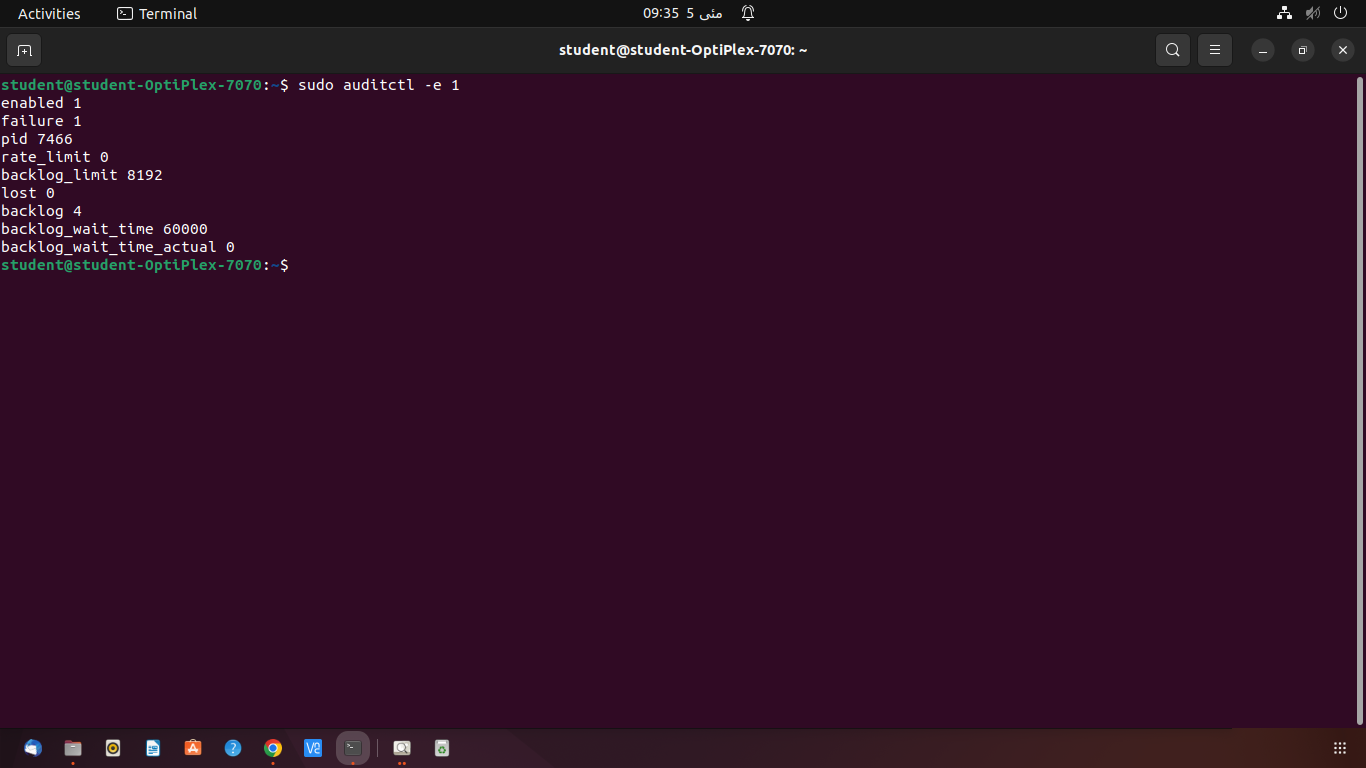 Activities
Terminal
09:35 5 مئی
student@student-OptiPlex-7070: ~
student@student-OptiPlex-7070:~$ sudo auditctl -e 1
enabled 1
failure 1
pid 7466
rate_limit 0
backlog_limit 8192
lost 0
backlog 4
backlog_wait_time 60000
backlog_wait_time_actual 0
student@student-OptiPlex-7070:~$